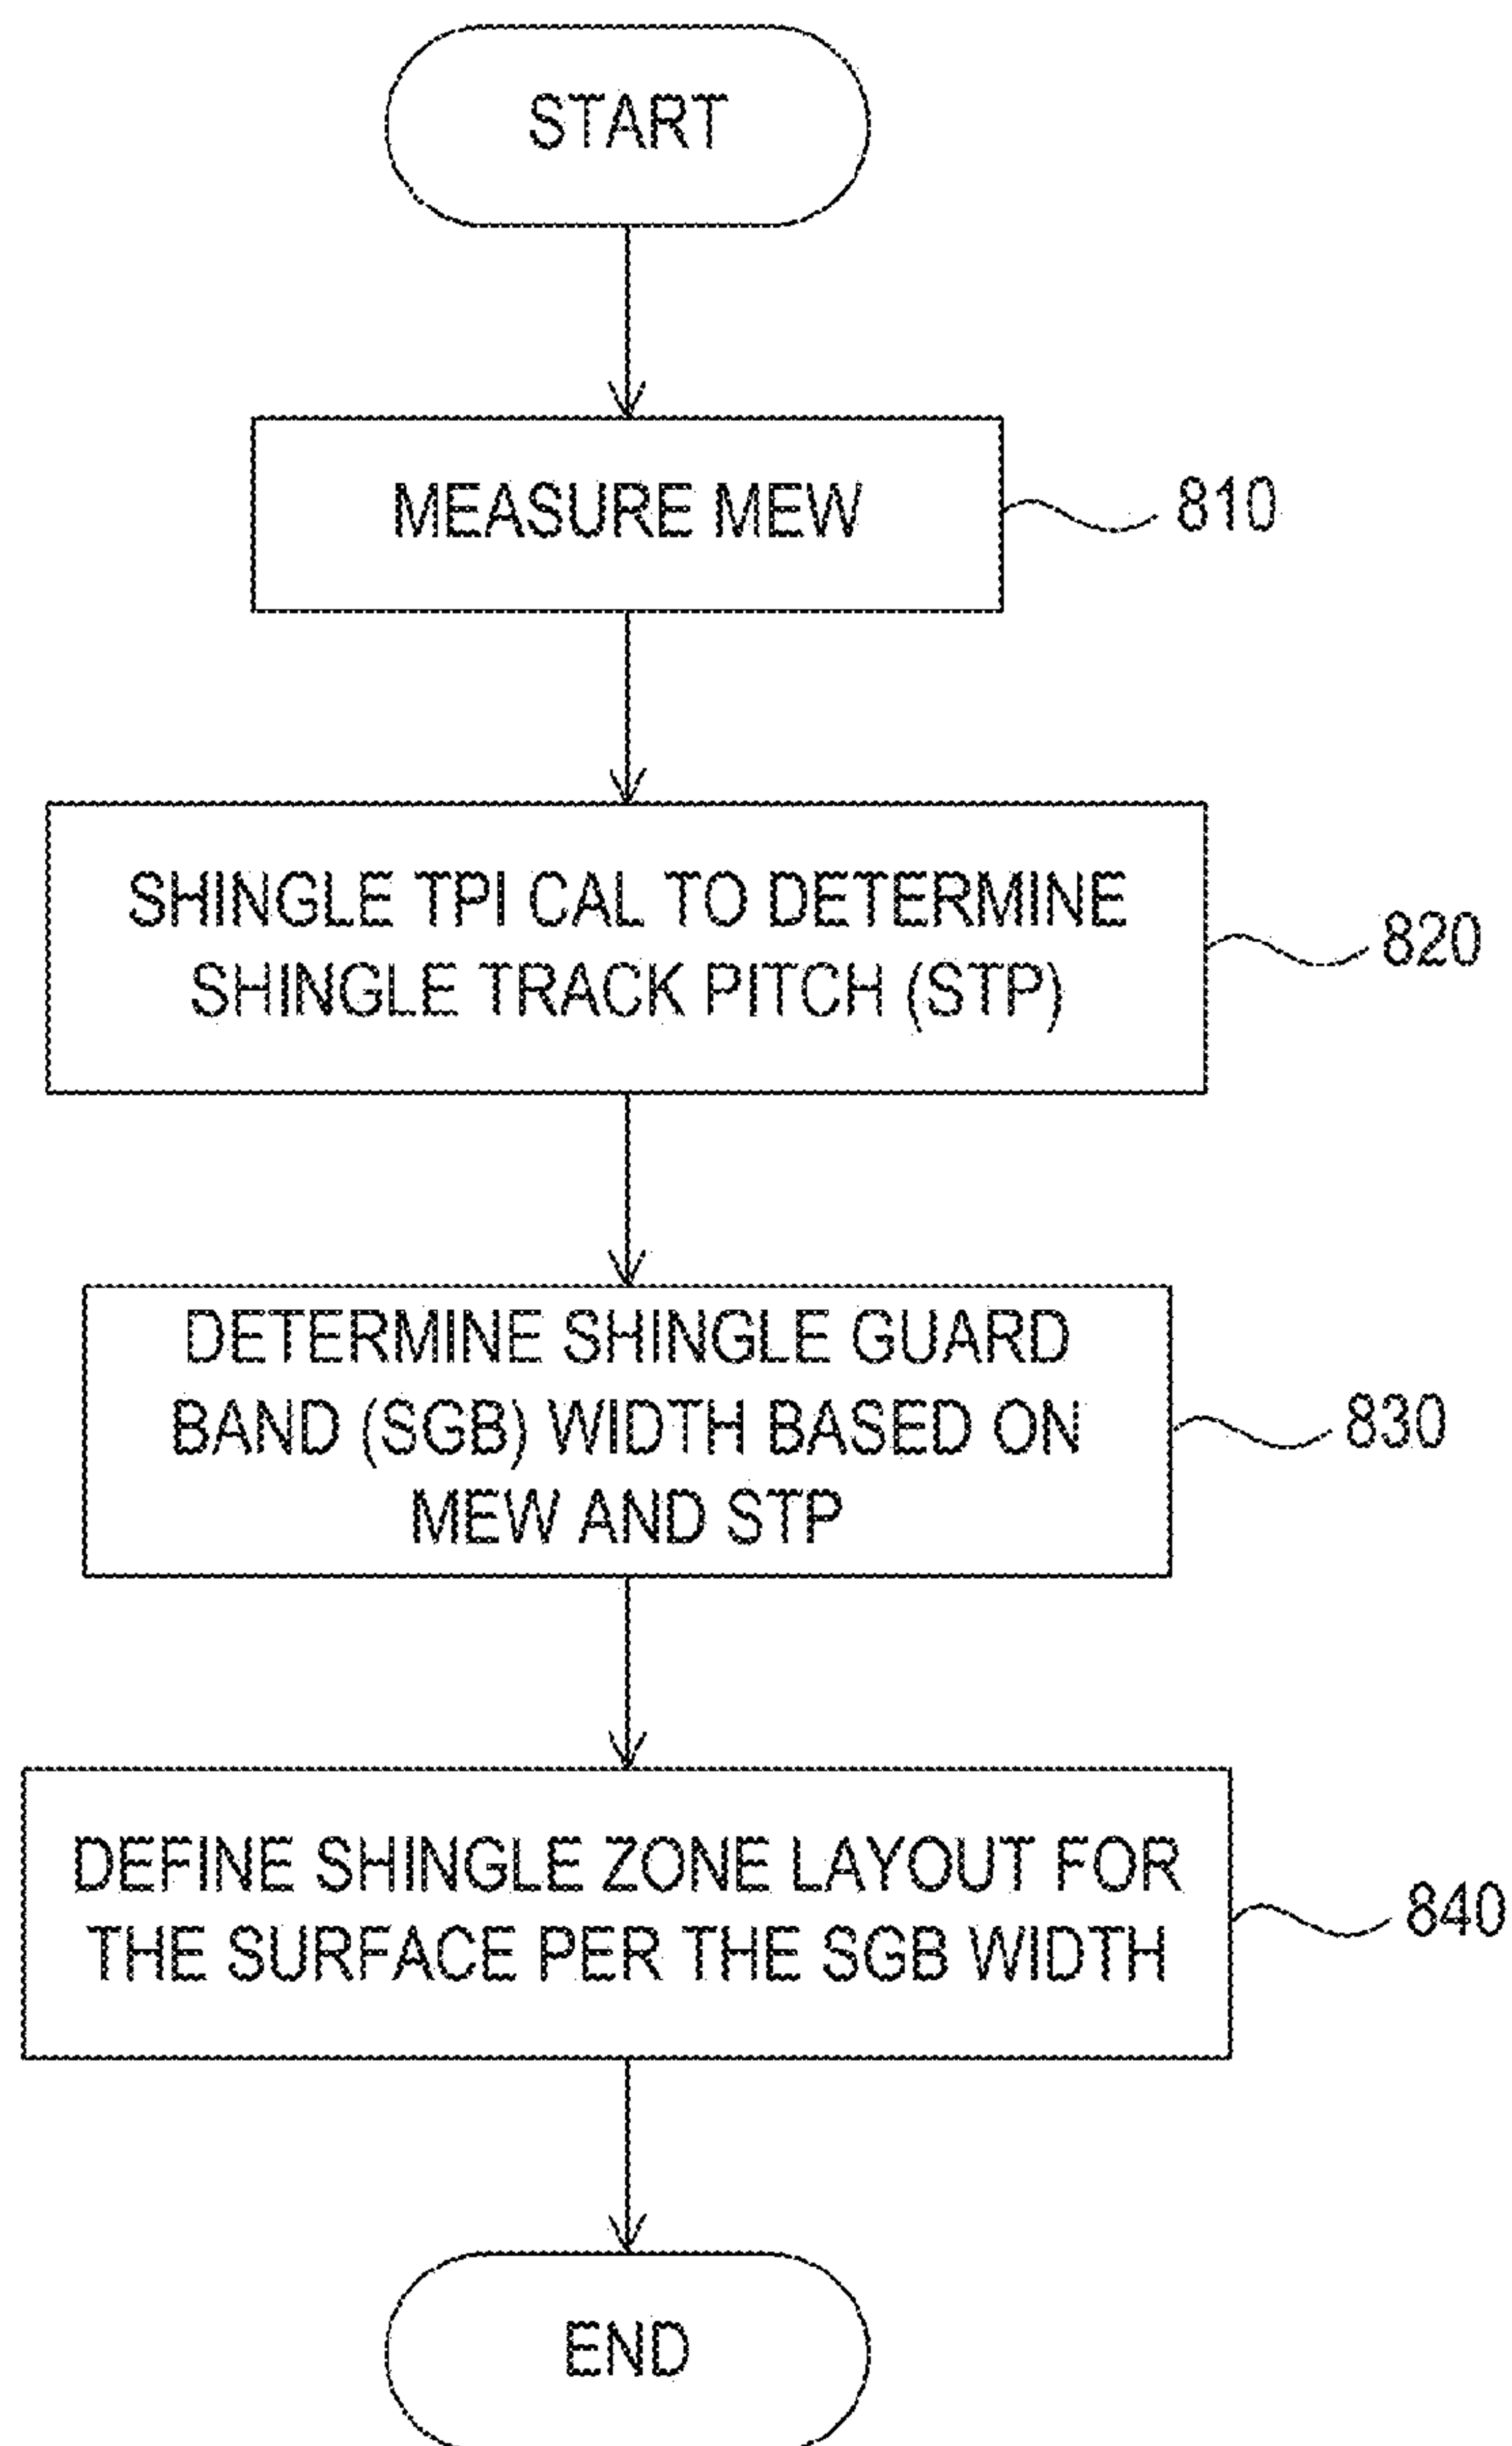 START
MEASURE MEW
810
SHINGLE TPI CAL TO DETERMINE
SHINGLE TRACK PITCH (STP)
820
DETERMINE SHINGLE GUARD
BAND (SGB) WIDTH BASED ON
MEW AND STP
830
DEFINE SHINGLE ZONE LAYOUT FOR
THE SURFACE PER THE SGB WIDTH
840
END